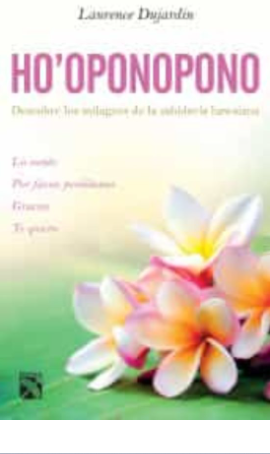 Laurence Dujardin
HO'OPONOPONO
Descubre los milagros de la sabiduría hawaiana
Lo siento
Por favor, perdóname
Gracias
Te quiero